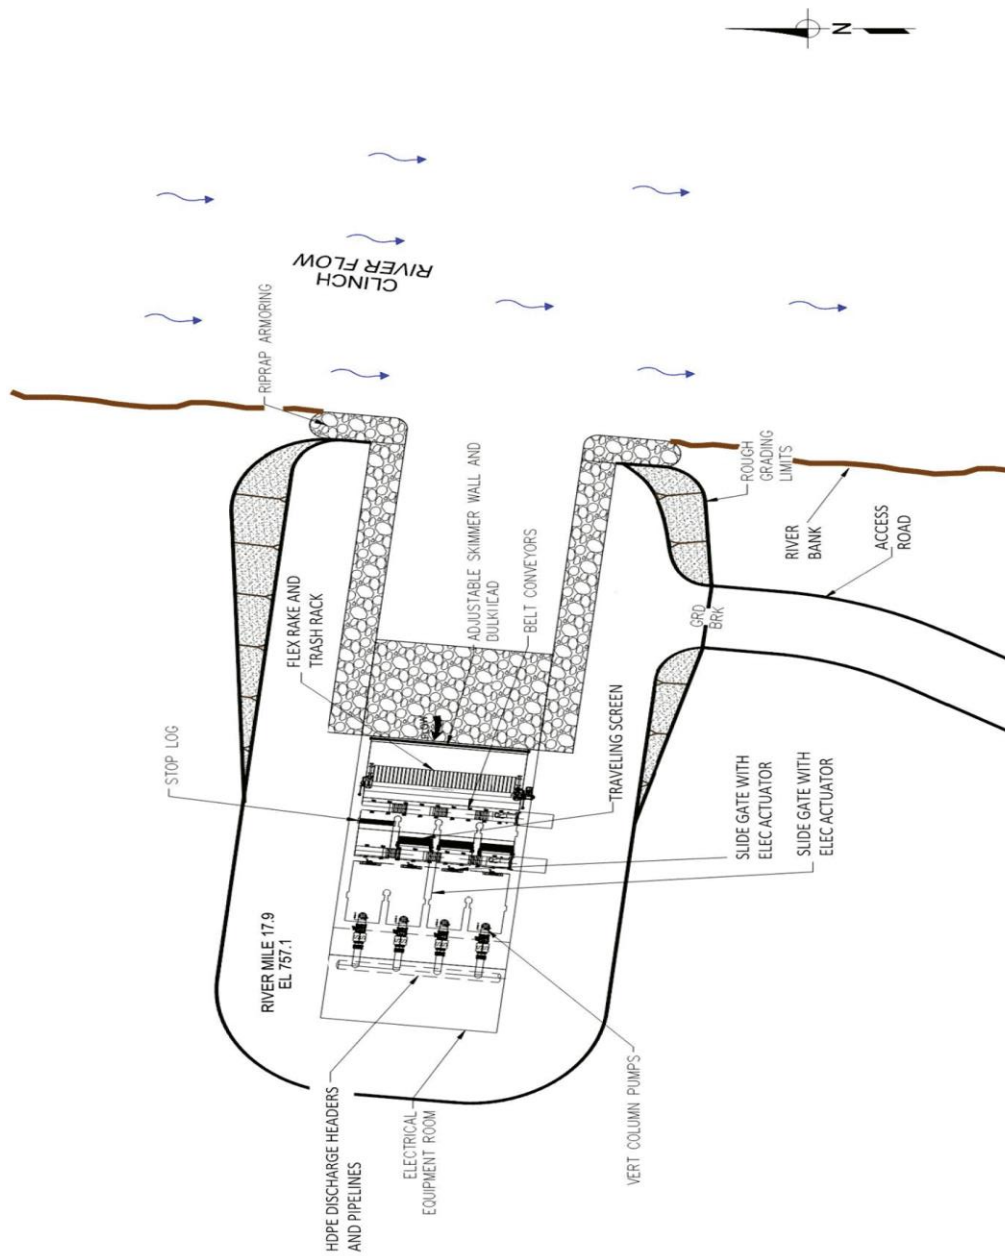 N
CLINCH
RIVER FLOW
RIPRAP ARMORING
ROUGH
GRADING
LIMITS
RIVER
BANK
ACCESS
ROAD
ADJUSTABLE SKIMMER WALL AND
BULKHEAD
BELT CONVEYORS
GRD
BRK
FLEX RAKE AND
TRASH RACK
FLOW
TRAVELING SCREEN
STOP LOG
SLIDE GATE WITH
ELEC ACTUATOR
SLIDE GATE WITH
ELEC ACTUATOR
RIVER MILE 17.9
EL 757.1
HDPE DISCHARGE HEADERS
AND PIPELINES
ELECTRICAL
EQUIPMENT ROOM
VERT COLUMN PUMPS